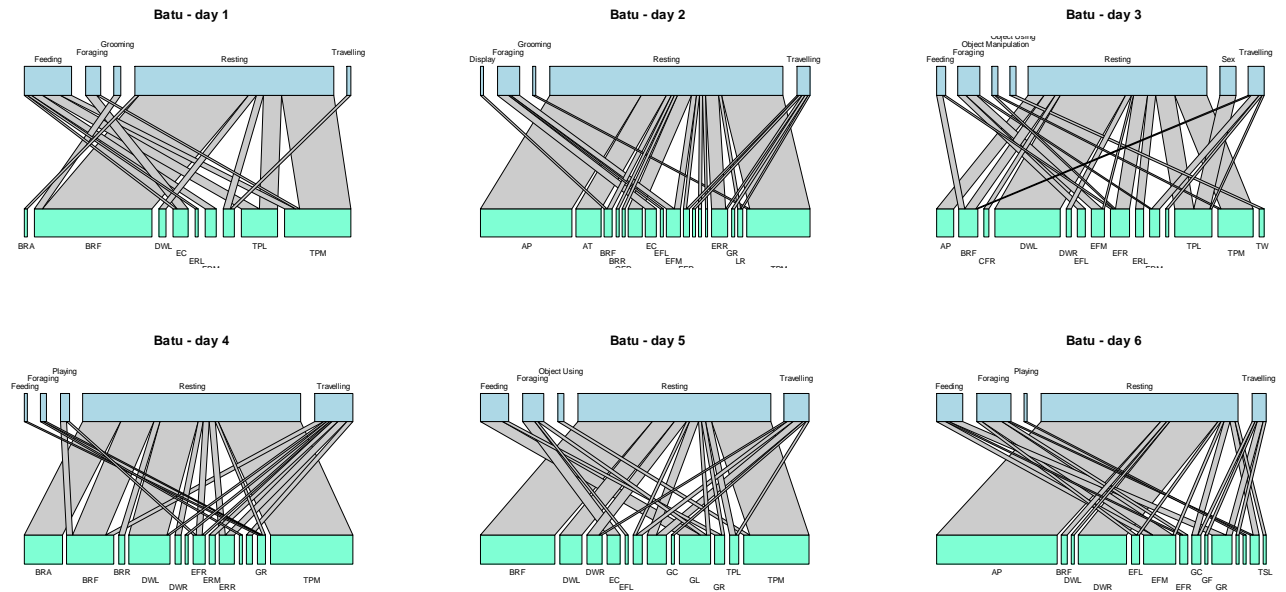 Batu - day 1
Grooming
Foraging
Travelling
Feeding
Resting
BRA
BRF
DWL
TPL
EC
TPM
ERL
Batu - day 2
Grooming
Foraging
Display
Resting
Travelling
AP
AT
EC
ERR
BRF
EFL
GR
BRR
EFM
LR
TPM
Batu - day 3
Object Using
Object Manipulation
Foraging
Travelling
Feeding
Resting
Sex
AP
DWL
EFM
TPL
TW
BRF
DWR
EFR
TPM
CFR
EFL
ERL
Batu - day 4
Playing
Foraging
Feeding
Resting
Travelling
BRA
BRR
EFR
GR
BRF
DWL
ERM
TPM
DWR
ERR
Batu - day 5
Object Using
Foraging
Feeding
Resting
Travelling
BRF
DWR
GC
TPL
DWL
EC
GL
TPM
EFL
GR
Batu - day 6
Playing
Foraging
Travelling
Feeding
Resting
AP
BRF
EFL
GC
TSL
DWL
EFM
GF
DWR
EFR
GR